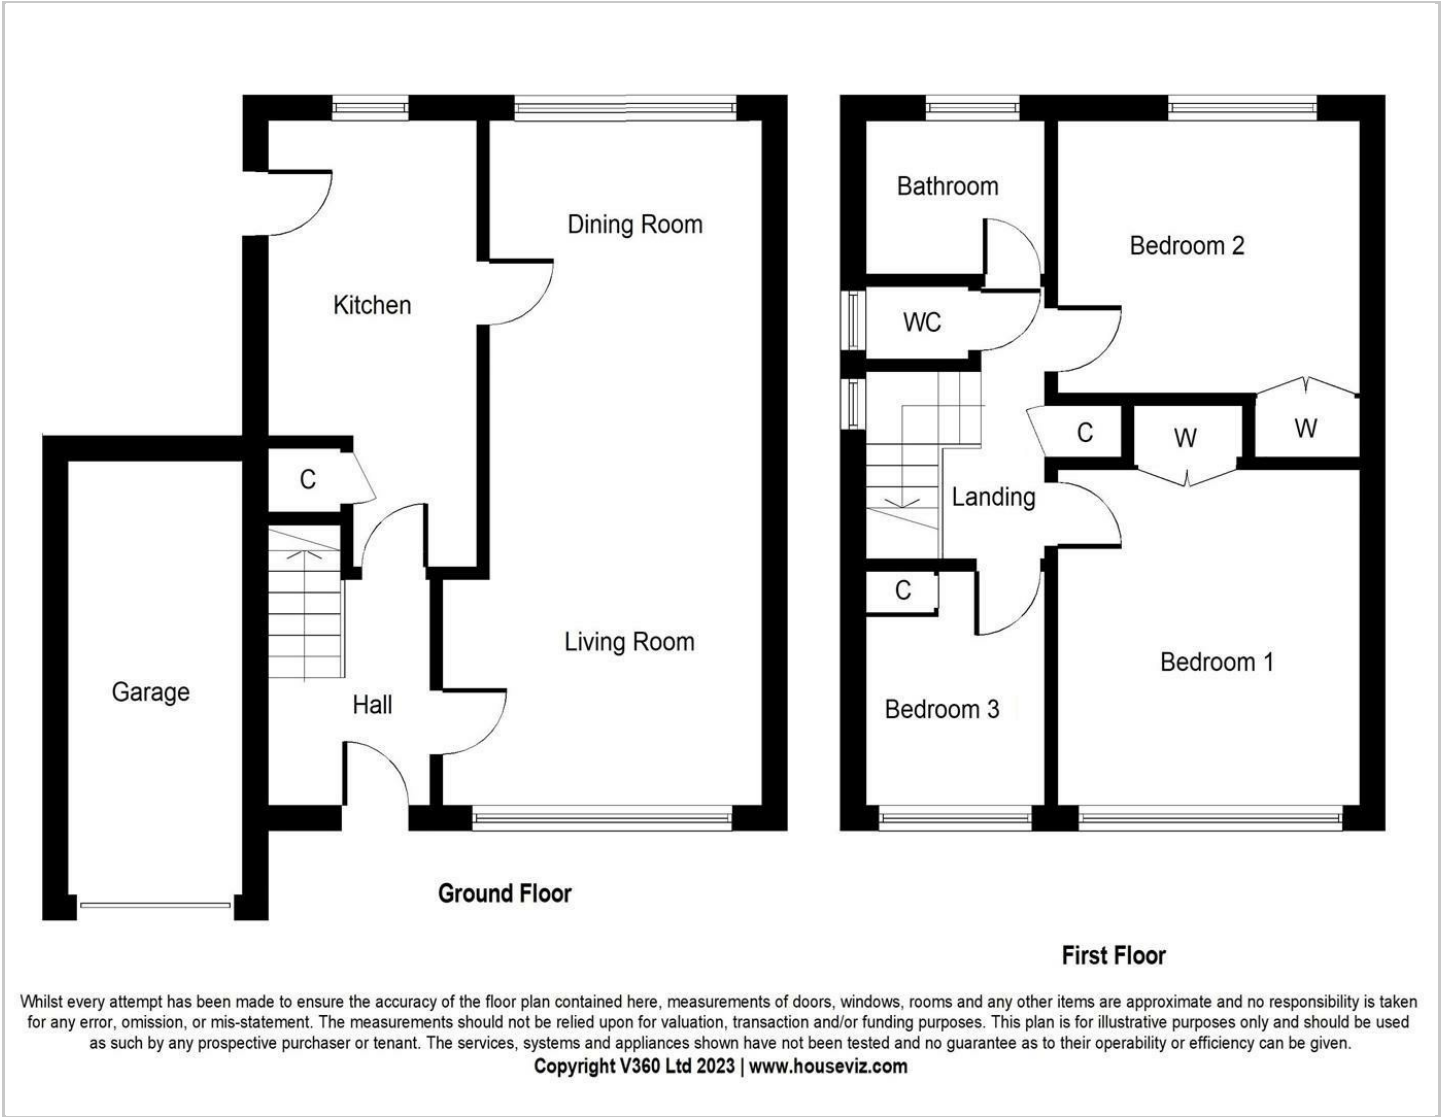 Dining Room
Kitchen
C
Garage
Hall
Living Room
Ground Floor
Bathroom
Bedroom 2
WC
C
W
W
Landing
C
Bedroom 1
Bedroom 3
First Floor
Whilst every attempt has been made to ensure the accuracy of the floor plan contained here, measurements of doors, windows, rooms and any other items are approximate and no responsibility is taken
for any error, omission, or mis-statement. The measurements should not be relied upon for valuation, transaction and/or funding purposes. This plan is for illustrative purposes only and should be used
as such by any prospective purchaser or tenant. The services, systems and appliances shown have not been tested and no guarantee as to their operability or efficiency can be given.
Copyright V360 Ltd 2023 | www.houseviz.com